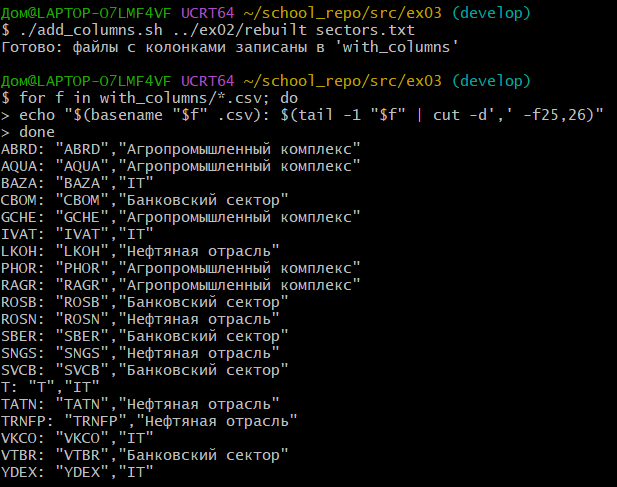 Дом@LAPTOP-O7LMF4VF UCRT64 ~/school_repo/src/ex03 (develop)
$ ./add_columns.sh ../ex02/rebuilt sectors.txt
Готово: файлы с колонками записаны в 'with_columns'
Дом@LAPTOP-O7LMF4VF UCRT64 ~/school_repo/src/ex03 (develop)
$ for f in with_columns/*.csv; do
> echo "$(basename "$f" .csv): $(tail -1 "$f" | cut -d',' -f25,26)"
> done
ABRD: "ABRD","Агропромышленный комплекс"
AQUA: "AQUA","Агропромышленный комплекс"
BAZA: "BAZA","IT"
CBOM: "CBOM","Банковский сектор"
GCHE: "GCHE","Агропромышленный комплекс"
IVAT: "IVAT","IT"
LKOH: "LKOH","Нефтяная отрасль"
PHOR: "PHOR","Агропромышленный комплекс"
RAGR: "RAGR","Агропромышленный комплекс"
ROSB: "ROSB","Банковский сектор"
ROSN: "ROSN","Нефтяная отрасль"
SBER: "SBER","Банковский сектор"
SNGS: "SNGS","Нефтяная отрасль"
SVCB: "SVCB","Банковский сектор"
T: "T","IT"
TATN: "TATN","Нефтяная отрасль"
TRNFP: "TRNFP","Нефтяная отрасль"
VKCO: "VKCO","IT"
VTBR: "VTBR","Банковский сектор"
YDEX: "YDEX","IT"